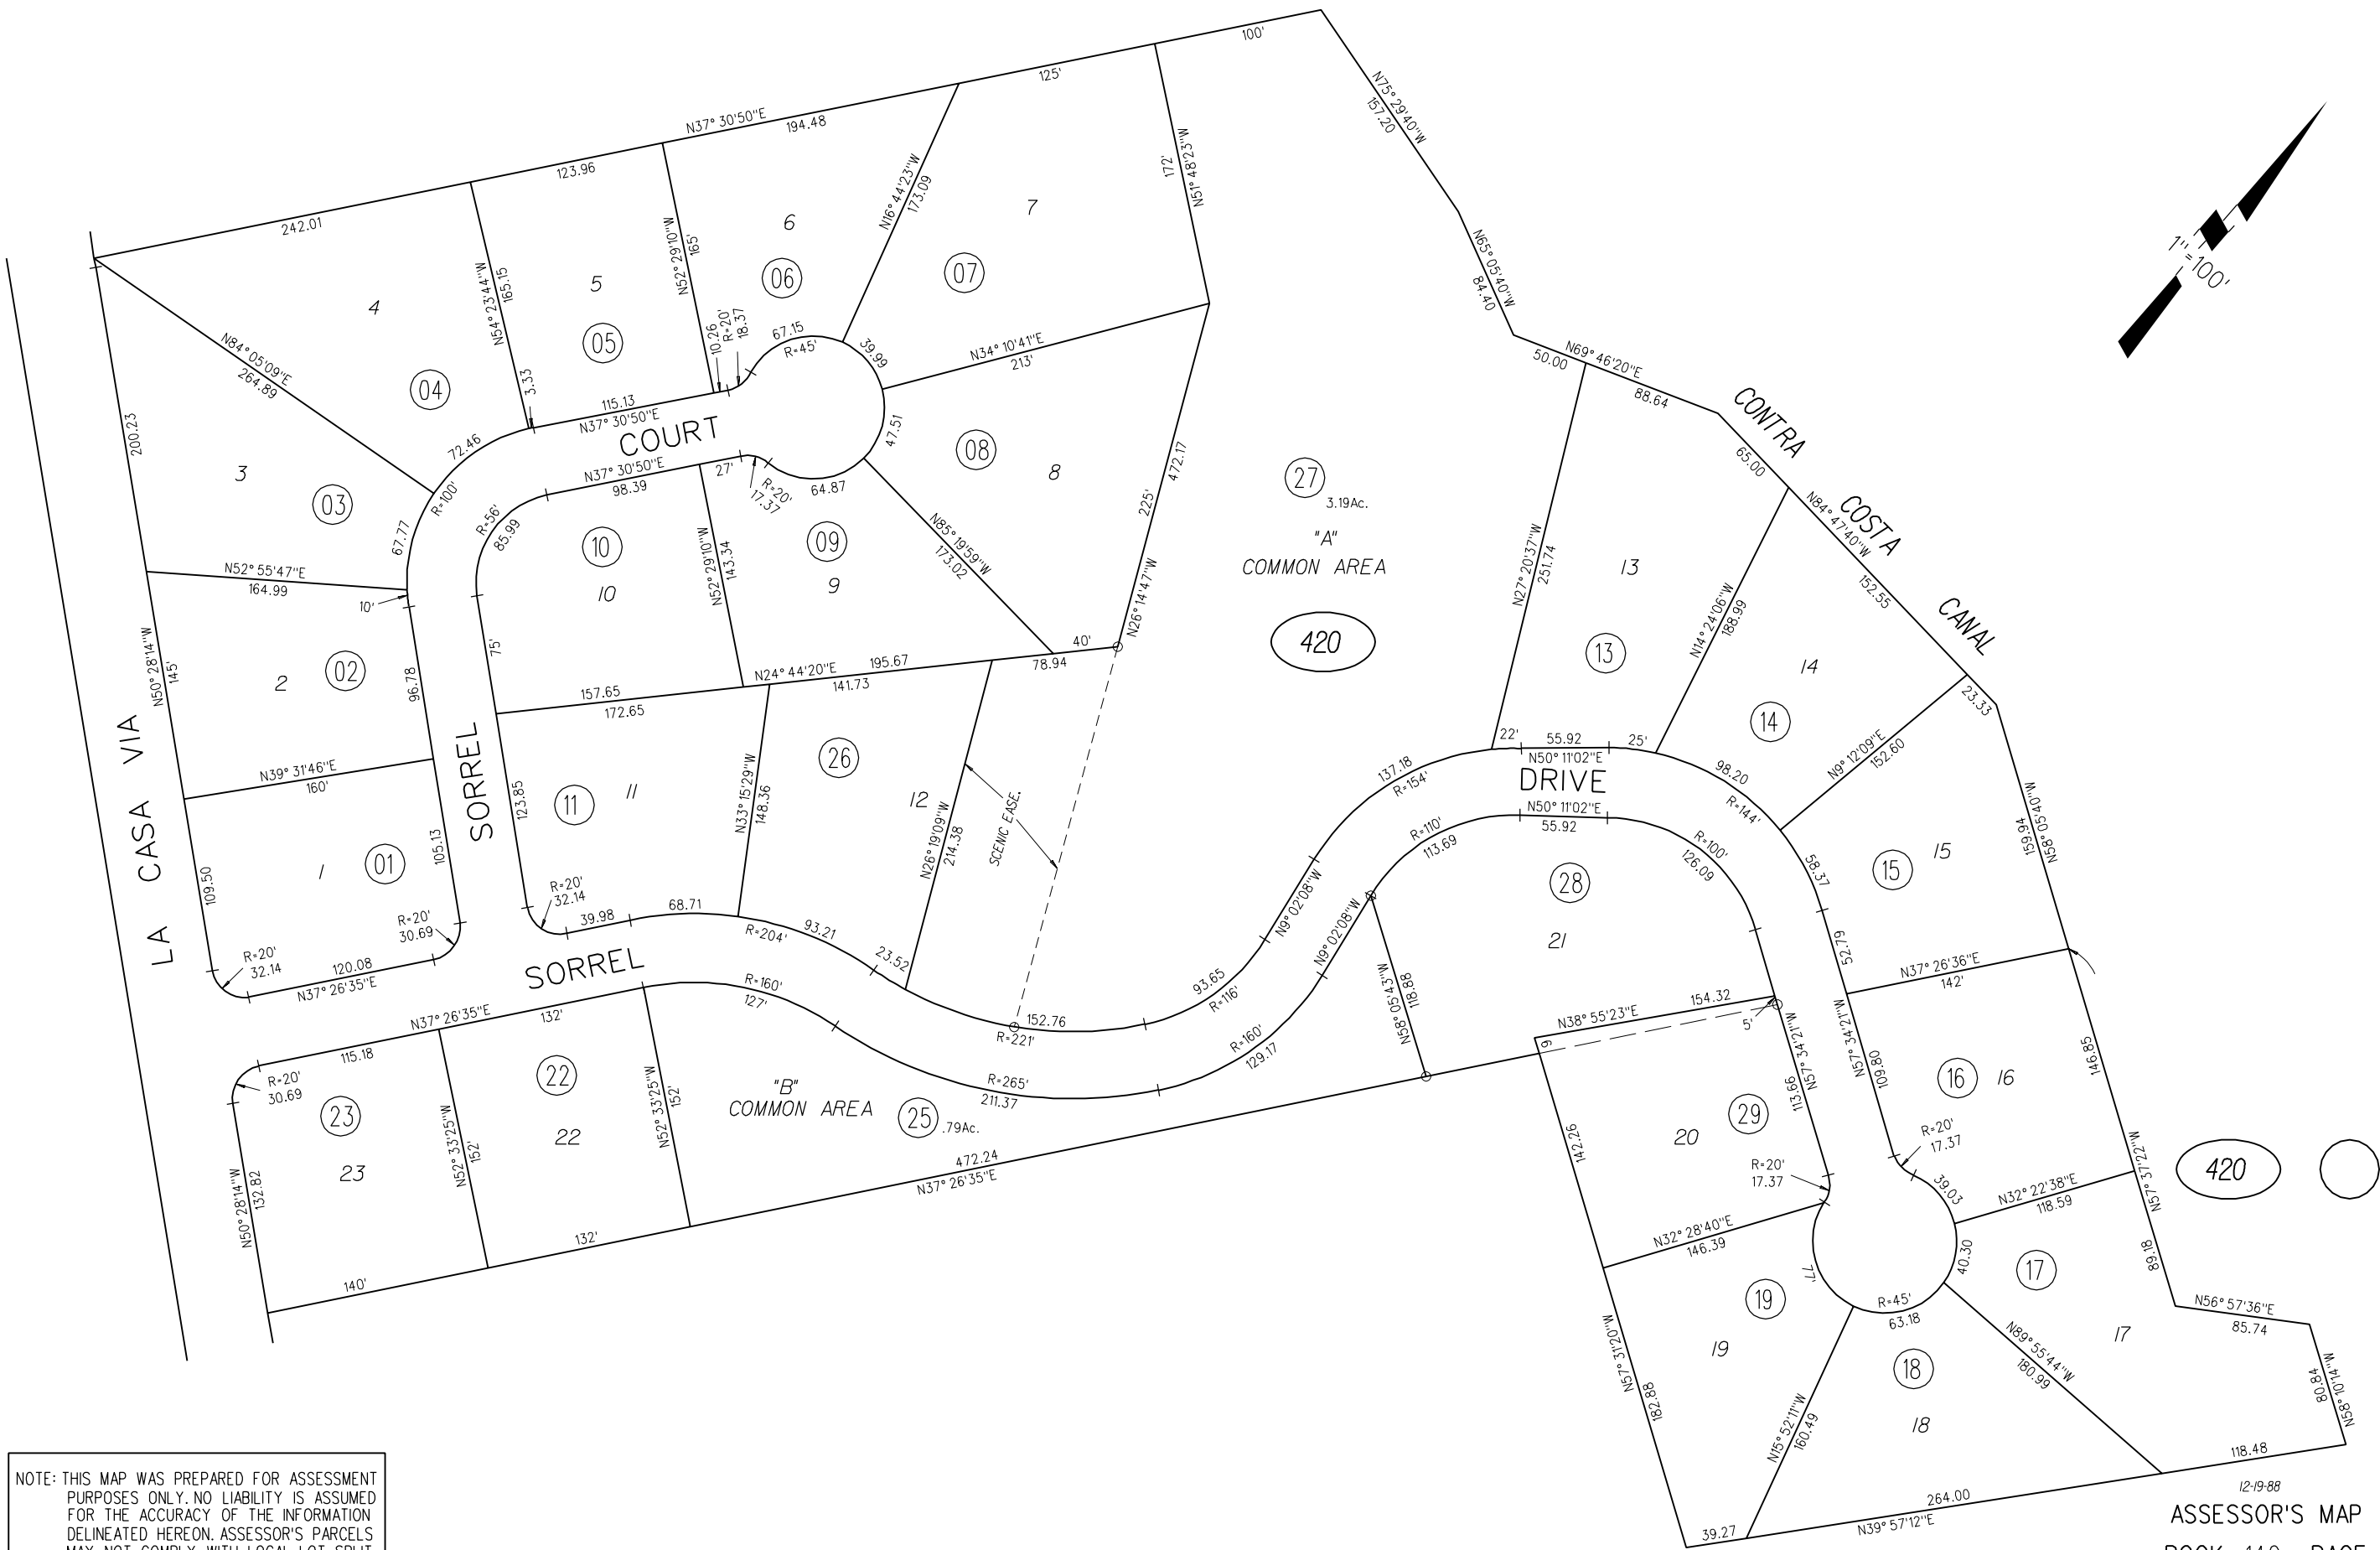 100'
125'
N37° 30'50"E
194.48
123.96
242.01
N75° 29'40"W
157.20
N51° 48'23"W
172'
N16° 44'23"W
173.09
N52° 29'10"W
165'
N54° 23'44"W
165.15
N65° 05'40"W
84.40
1"=100'
4
04
5
05
6
06
7
07
N84° 05'09"E
264.89
10.26
R=20'
18.37
67.15
R=45'
39.99
N34° 10'41"E
213'
3.33
115.13
N37° 30'50"E
COURT
N37° 30'50"E
98.39
27'
R=20'
17.37
64.87
47.51
N69° 46'20"E
50.00
88.64
65.00
CONTRA COSTA CANAL
N84° 47'40"W
152.55
23.33
200.23
3
03
72.46
R=100'
67.77
R=56'
85.99
10
10
N52° 29'10"W
143.34
09
9
N85° 19'59"W
173.02
08
8
472.17
225'
N26° 14'47"W
27
3.19Ac.
"A"
COMMON AREA
420
N27° 20'37"W
251.74
13
13
N14° 24'06"W
188.99
14
14
N9° 12'09"E
152.60
N52° 55'47"E
164.99
10'
N50° 28'14"W
145'
2
02
96.78
75'
40'
78.94
N24° 44'20"E
195.67
141.73
157.65
172.65
LA CASA VIA
SORREL
N39° 31'46"E
160'
11
11
123.85
N33° 15'29"W
148.36
26
12
N26° 19'09"W
214.38
SCENIC EASE.
22'
55.92
25'
N50° 11'02"E
DRIVE
N50° 11'02"E
55.92
137.18
R=154'
R=110'
113.69
98.20
R=144'
58.37
R=100'
126.09
15
15
N58° 05'40"W
159.94
109.50
1
01
105.13
R=20'
30.69
R=20'
32.14
120.08
N37° 26'35"E
R=20'
32.14
39.98
68.71
R=204'
93.21
23.52
SORREL
R=160'
127'
152.76
R=221'
93.65
R=116'
N9° 02'08"W
N9° 02'08"W
28
21
N58° 05'43"W
118.88
N38° 55'23"E
154.32
5'
9
52.79
N37° 26'36"E
142'
N57° 34'21"W
109.80
N57° 34'21"W
113.66
N37° 26'35"E
132'
115.18
R=20'
30.69
23
23
N50° 28'14"W
132.82
N52° 33'25"W
152'
22
22
N52° 33'25"W
152'
"B"
COMMON AREA
25
.79Ac.
R=265'
211.37
R=160'
129.17
472.24
N37° 26'35"E
132'
140'
142.26
20
29
R=20'
17.37
16
16
R=20'
17.37
39.03
146.85
N57° 37'22"W
420
N32° 22'38"E
118.59
N32° 28'40"E
146.39
77'
R=45'
63.18
40.30
17
17
89.18
N56° 57'36"E
85.74
N58° 10'14"W
80.84
19
19
N57° 31'20"W
182.88
N15° 52'11"W
160.49
18
18
N89° 55'44"W
180.99
118.48
264.00
N39° 57'12"E
39.27
12-19-88
ASSESSOR'S MAP
NOTE: THIS MAP WAS PREPARED FOR ASSESSMENT
PURPOSES ONLY. NO LIABILITY IS ASSUMED
FOR THE ACCURACY OF THE INFORMATION
DELINEATED HEREON. ASSESSOR'S PARCELS